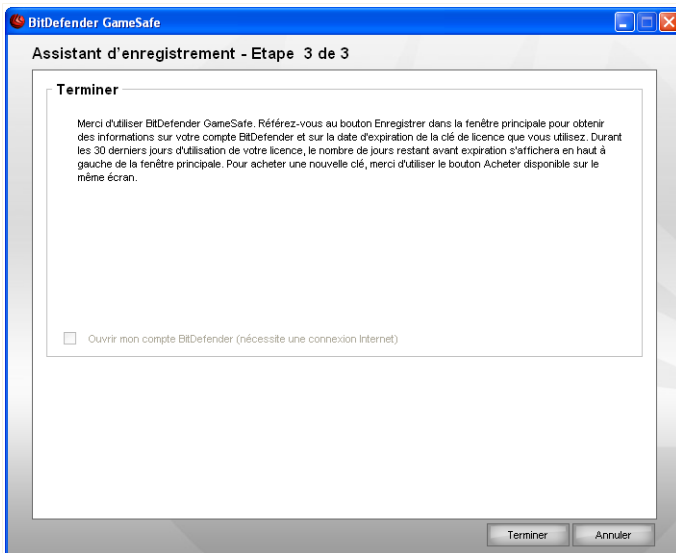 BitDefender GameSafe
Assistant d'enregistrement - Etape 3 de 3
Terminer
Merci d'utiliser BitDefender GameSafe. Référez-vous au bouton Enregistrer dans la fenêtre principale pour obtenir
des informations sur votre compte BitDefender et sur la date d'expiration de la clé de licence que vous utilisez. Durant
les 30 derniers jours d'utilisation de votre licence, le nombre de jours restant avant expiration s'affichera en haut à
gauche de la fenêtre principale. Pour acheter une nouvelle clé, merci d'utiliser le bouton Acheter disponible sur le
même écran.
Ouvrir mon compte BitDefender (nécessite une connexion Internet)
Terminer
Annuler